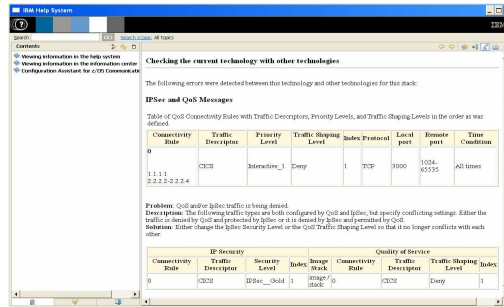 IBM Help System
IBM
Search GO Search Scope: All topics
Contents
Viewing information in the help system
Viewing information in the information center
Configuration Assistant for z/OS Communicati
Checking the current technology with other technologies
The following errors were detected between this technology and other technologies for this stack:
IPSec and QoS Messages
Table of QoS Connectivity Rules with Traffic Descriptors, Priority Levels, and Traffic Shaping Levels in the order as was
defined
Connectivity Rule Traffic Descriptor Priority Level Traffic Shaping Level Index Protocol Local port Remote port Time Condition
0
1.1.1.1
2.2.2.2-2.2.2.4 CICS Interactive_1 Deny 1 TCP 3000 1024-65535 All times
Problem: QoS and/or IpSec traffic is being denied.
Description: The following traffic types are both configured by QoS and IpSec, but specify conflicting settings. Either the
traffic is denied by QoS and protected by IpSec or it is denied by IpSec and permitted by QoS.
Solution: Either change the IpSec Security Level or the QoS Traffic Shaping Level so that it no longer conflicts with each
other.
IP Security Quality of Service
Connectivity Rule Traffic Descriptor Security Level Index Image Stack Connectivity Rule Traffic Descriptor Traffic Shaping Level Index
0 CICS IPSec__Gold 1 image / stack 0 CICS Deny 1